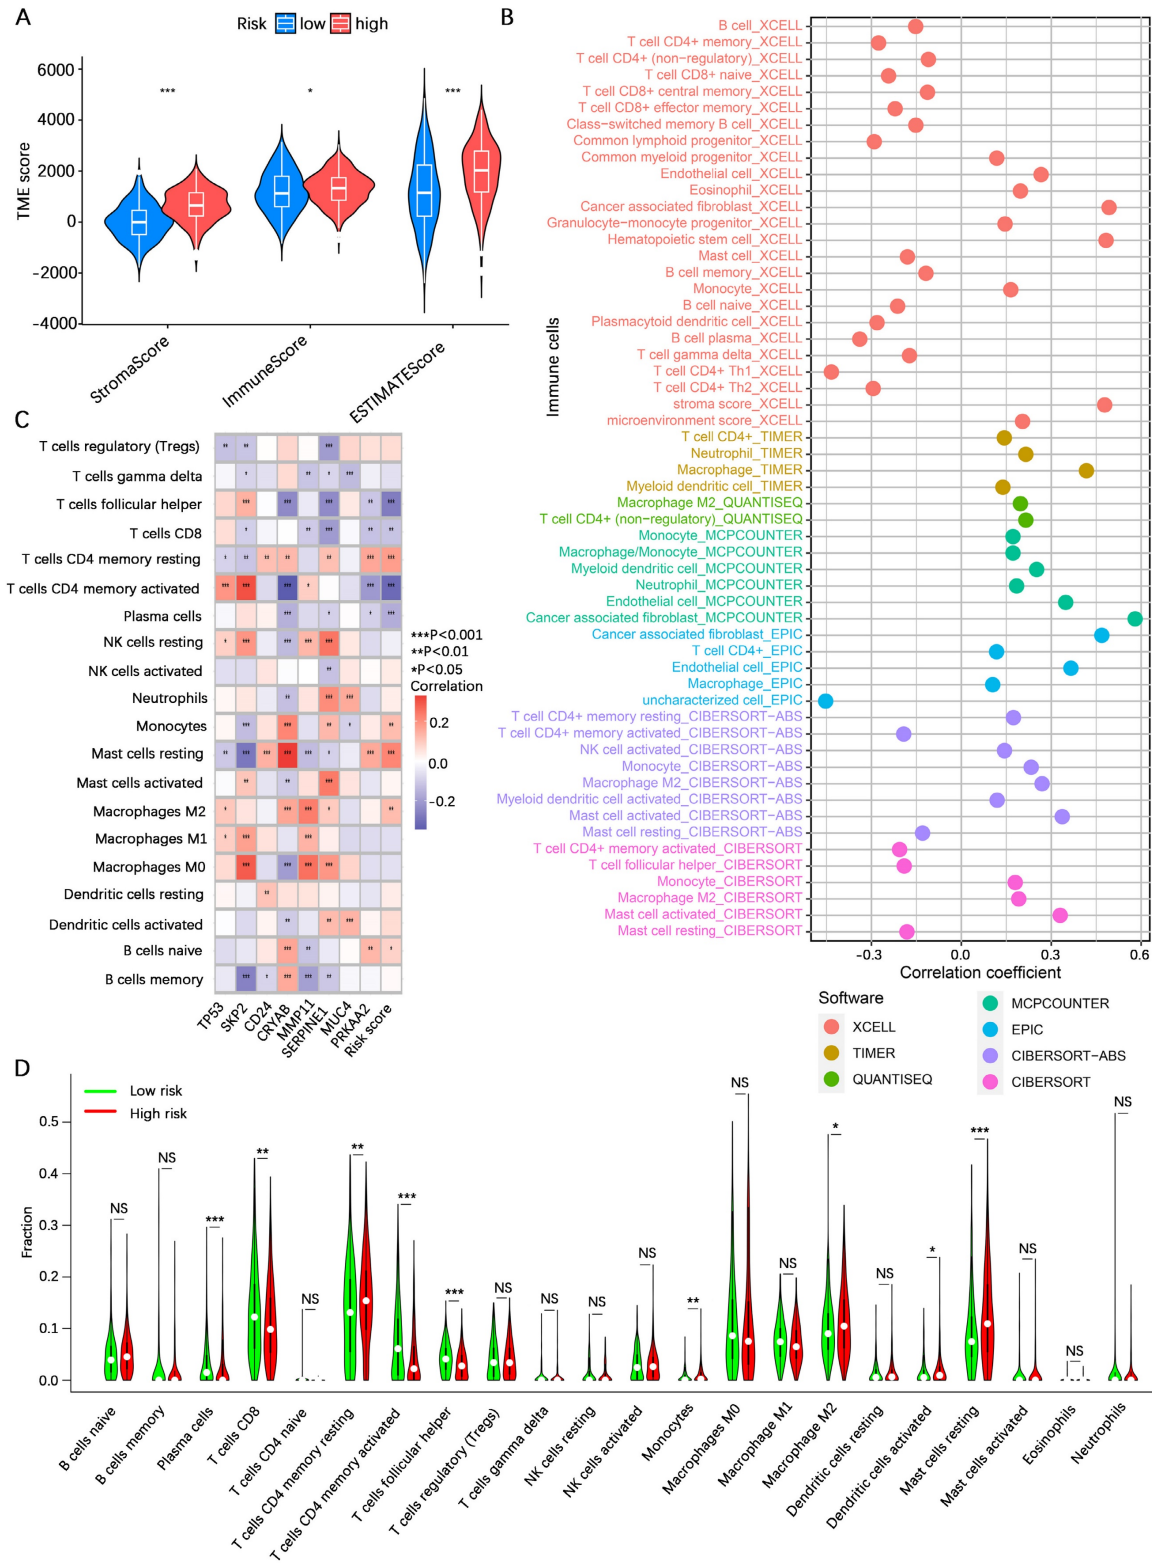 A
Risk low high
6000
4000
2000
0
−2000
−4000
TME score
*** * ***
StromaScore
ImmuneScore
ESTIMATEScore
B
Immune cells
B cell_XCELL
T cell CD4+ memory_XCELL
T cell CD4+ (non−regulatory)_XCELL
T cell CD8+ naive_XCELL
T cell CD8+ central memory_XCELL
T cell CD8+ effector memory_XCELL
Class−switched memory B cell_XCELL
Common lymphoid progenitor_XCELL
Common myeloid progenitor_XCELL
Endothelial cell_XCELL
Eosinophil_XCELL
Cancer associated fibroblast_XCELL
Granulocyte−monocyte progenitor_XCELL
Hematopoietic stem cell_XCELL
Mast cell_XCELL
B cell memory_XCELL
Monocyte_XCELL
B cell naive_XCELL
Plasmacytoid dendritic cell_XCELL
B cell plasma_XCELL
T cell gamma delta_XCELL
T cell CD4+ Th1_XCELL
T cell CD4+ Th2_XCELL
stroma score_XCELL
microenvironment score_XCELL
T cell CD4+_TIMER
Neutrophil_TIMER
Macrophage_TIMER
Myeloid dendritic cell_TIMER
Macrophage M2_QUANTISEQ
T cell CD4+ (non−regulatory)_QUANTISEQ
Monocyte_MCPCOUNTER
Macrophage/Monocyte_MCPCOUNTER
Myeloid dendritic cell_MCPCOUNTER
Neutrophil_MCPCOUNTER
Endothelial cell_MCPCOUNTER
Cancer associated fibroblast_MCPCOUNTER
Cancer associated fibroblast_EPIC
T cell CD4+_EPIC
Endothelial cell_EPIC
Macrophage_EPIC
uncharacterized cell_EPIC
T cell CD4+ memory resting_CIBERSORT−ABS
T cell CD4+ memory activated_CIBERSORT−ABS
NK cell activated_CIBERSORT−ABS
Monocyte_CIBERSORT−ABS
Macrophage M2_CIBERSORT−ABS
Myeloid dendritic cell activated_CIBERSORT−ABS
Mast cell activated_CIBERSORT−ABS
Mast cell resting_CIBERSORT−ABS
T cell CD4+ memory activated_CIBERSORT
T cell follicular helper_CIBERSORT
Monocyte_CIBERSORT
Macrophage M2_CIBERSORT
Mast cell activated_CIBERSORT
Mast cell resting_CIBERSORT
−0.3 0.0 0.3 0.6
Correlation coefficient
Software
XCELL
TIMER
QUANTISEQ
MCPCOUNTER
EPIC
CIBERSORT-ABS
CIBERSORT
C
T cells regulatory (Tregs)
T cells gamma delta
T cells follicular helper
T cells CD8
T cells CD4 memory resting
T cells CD4 memory activated
Plasma cells
NK cells resting
NK cells activated
Neutrophils
Monocytes
Mast cells resting
Mast cells activated
Macrophages M2
Macrophages M1
Macrophages M0
Dendritic cells resting
Dendritic cells activated
B cells naive
B cells memory
TP53
SKP2
CD24
CRYAB
MMP11
SERPINE1
MUC4
PRKAA2
Risk score
***P<0.001
**P<0.01
*P<0.05
Correlation
0.2
0.0
−0.2
D
Low risk
High risk
Fraction
0.5
0.4
0.3
0.2
0.1
0.0
NS NS *** ** NS ** *** *** NS NS NS NS ** NS NS * NS * *** NS NS NS
B cells naive
B cells memory
Plasma cells
T cells CD8
T cells CD4 naive
T cells CD4 memory resting
T cells CD4 memory activated
T cells follicular helper
T cells regulatory (Tregs)
T cells gamma delta
NK cells resting
NK cells activated
Monocytes
Macrophages M0
Macrophage M1
Macrophage M2
Dendritic cells resting
Dendritic cells activated
Mast cells resting
Mast cells activated
Eosinophils
Neutrophils